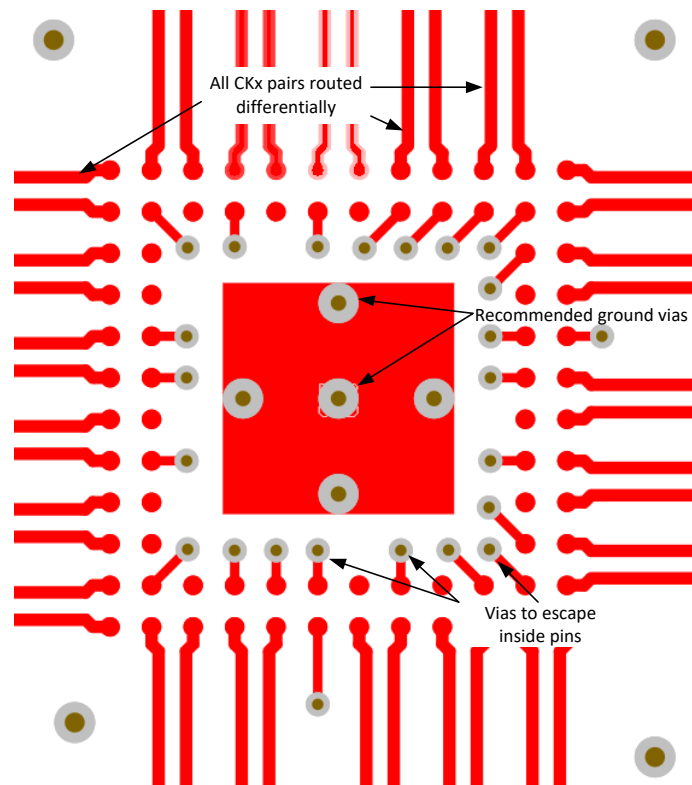 All CKx pairs routed
differentially
Recommended ground vias
Vias to escape
inside pins